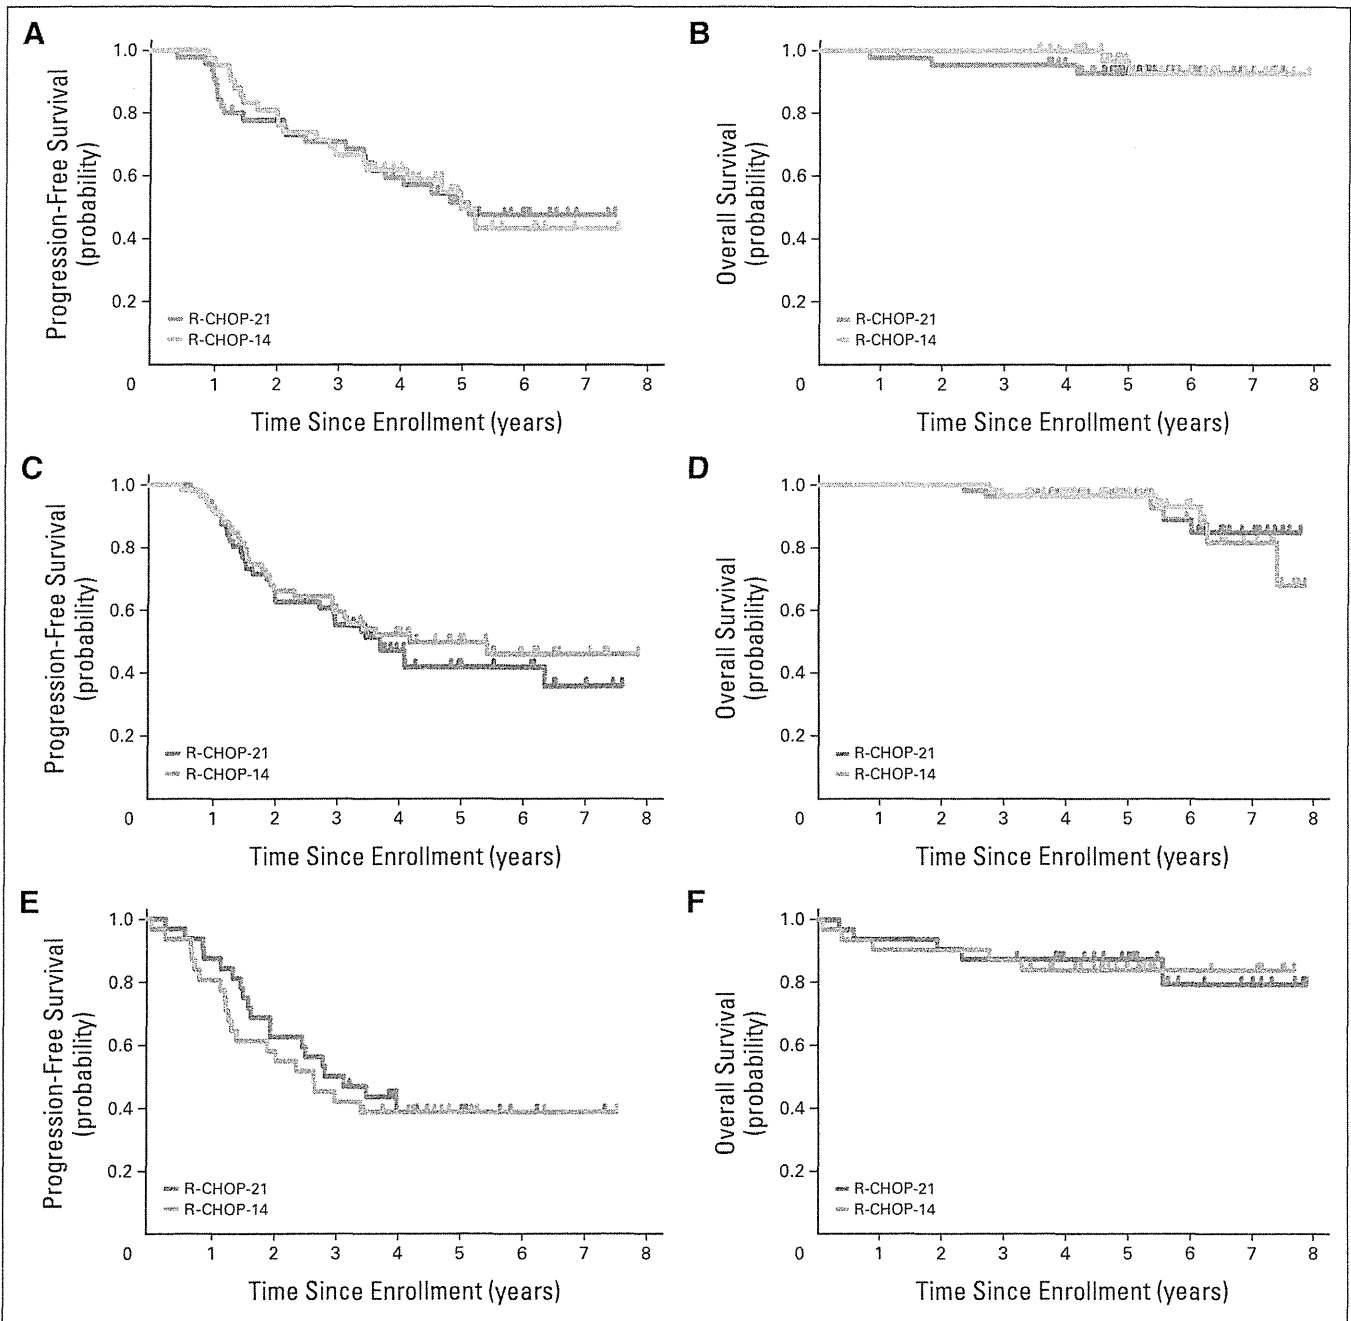 A
Progression-Free Survival
(probability)
1.0
0.8
0.6
0.4
0.2
0
R-CHOP-21
R-CHOP-14
1 2 3 4 5 6 7 8
Time Since Enrollment (years)
B
Overall Survival
(probability)
1.0
0.8
0.6
0.4
0.2
0
R-CHOP-21
R-CHOP-14
1 2 3 4 5 6 7 8
Time Since Enrollment (years)
C
Progression-Free Survival
(probability)
1.0
0.8
0.6
0.4
0.2
0
R-CHOP-21
R-CHOP-14
1 2 3 4 5 6 7 8
Time Since Enrollment (years)
D
Overall Survival
(probability)
1.0
0.8
0.6
0.4
0.2
0
R-CHOP-21
R-CHOP-14
1 2 3 4 5 6 7 8
Time Since Enrollment (years)
E
Progression-Free Survival
(probability)
1.0
0.8
0.6
0.4
0.2
0
R-CHOP-21
R-CHOP-14
1 2 3 4 5 6 7 8
Time Since Enrollment (years)
F
Overall Survival
(probability)
1.0
0.8
0.6
0.4
0.2
0
R-CHOP-21
R-CHOP-14
1 2 3 4 5 6 7 8
Time Since Enrollment (years)